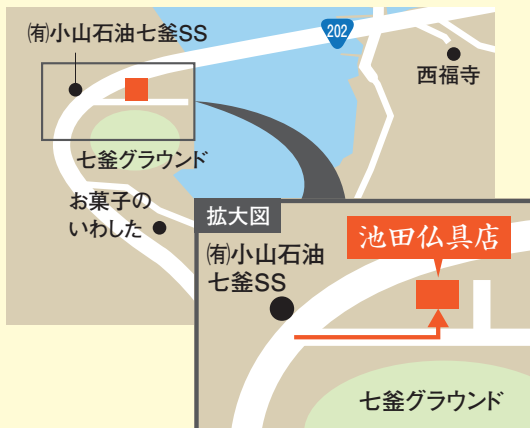 ㈲小山石油七釜SS
202
西福寺
七釜グラウンド
お菓子の
いわした
拡大図
㈲小山石油
七釜SS
池田仏具店
七釜グラウンド